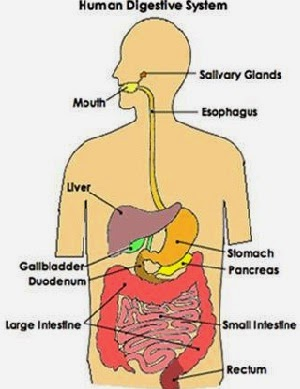 Human Digestive System
Salivary Glands
Mouth
Esophagus
Liver
Stomach
Gallbladder
Pancreas
Duodenum
Large Intestine
Small Intestine
Rectum